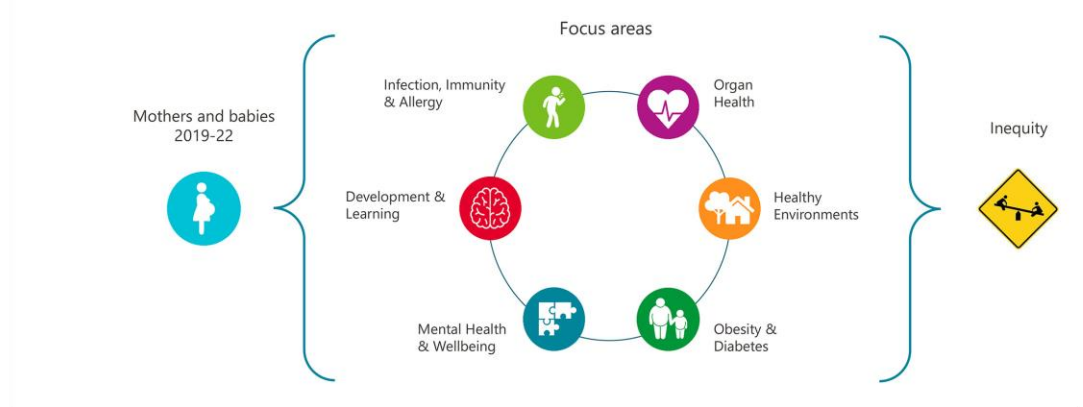 Focus areas
Mothers and babies
2019-22
Infection, Immunity
& Allergy
Organ
Health
Development &
Learning
Healthy
Environments
Mental Health
& Wellbeing
Obesity &
Diabetes
Inequity